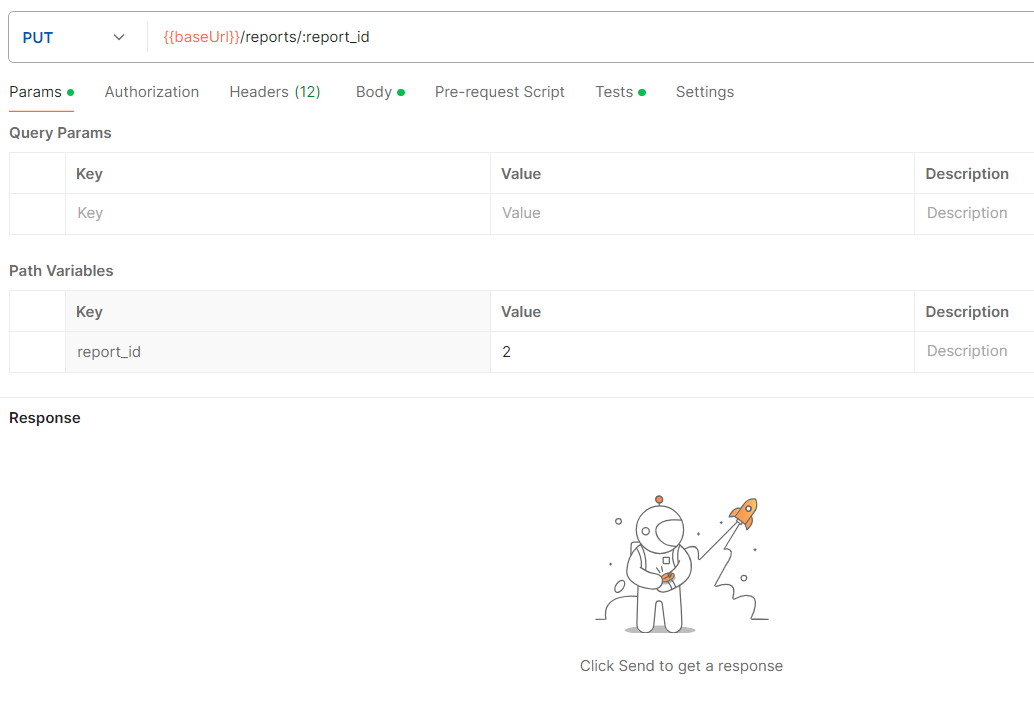 PUT {{baseUrl}}/reports/:report_id
Params Authorization Headers (12) Body Pre-request Script Tests Settings
Query Params
Key Value Description
Key Value Description
Path Variables
Key Value Description
report_id 2 Description
Response
Click Send to get a response